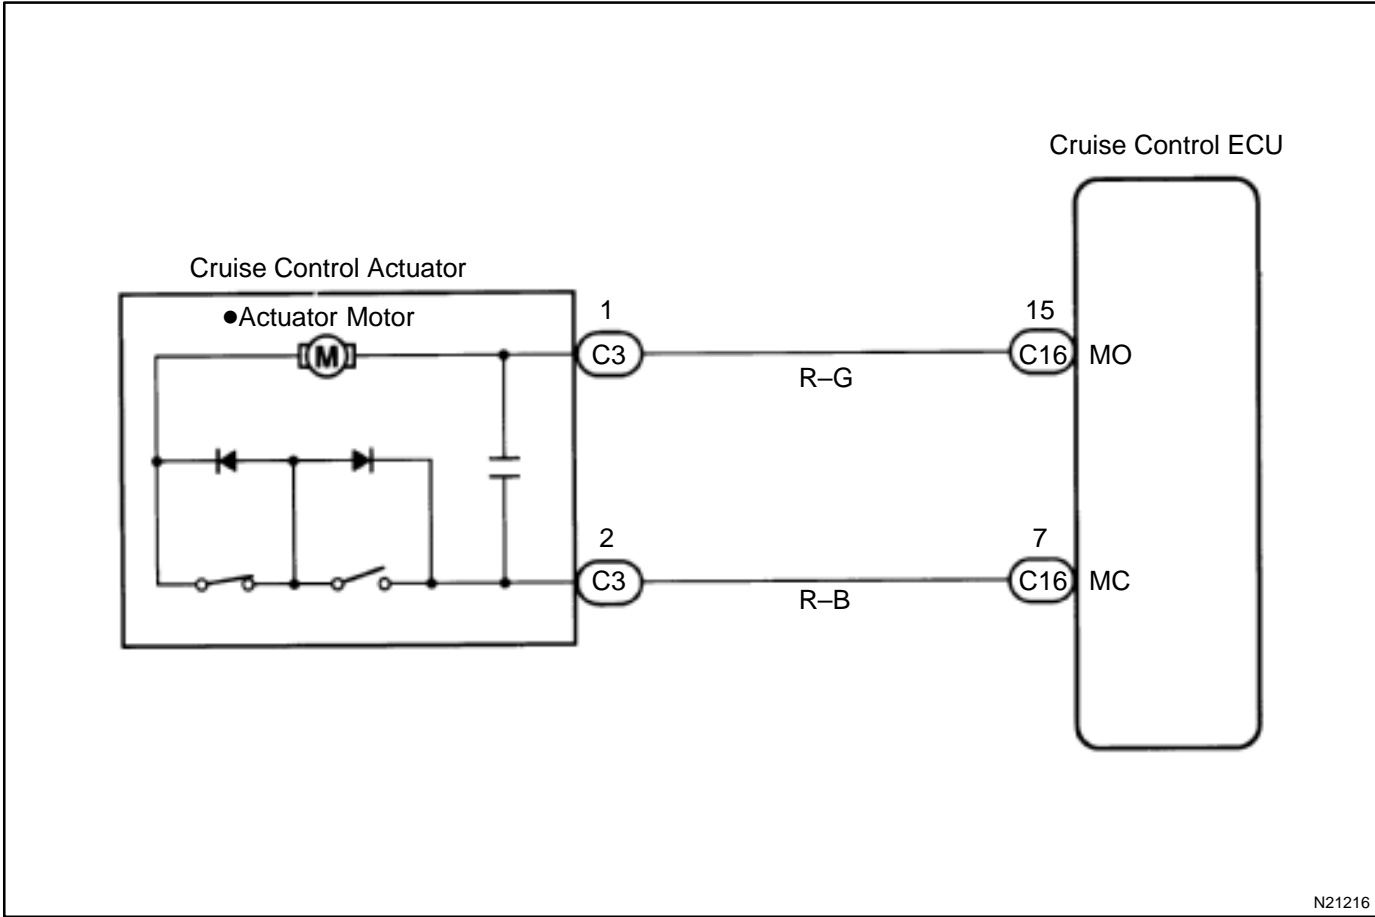 Cruise Control ECU
Cruise Control Actuator
●Actuator Motor
M
1
C3
R–G
15
C16
MO
2
C3
R–B
7
C16
MC
N21216